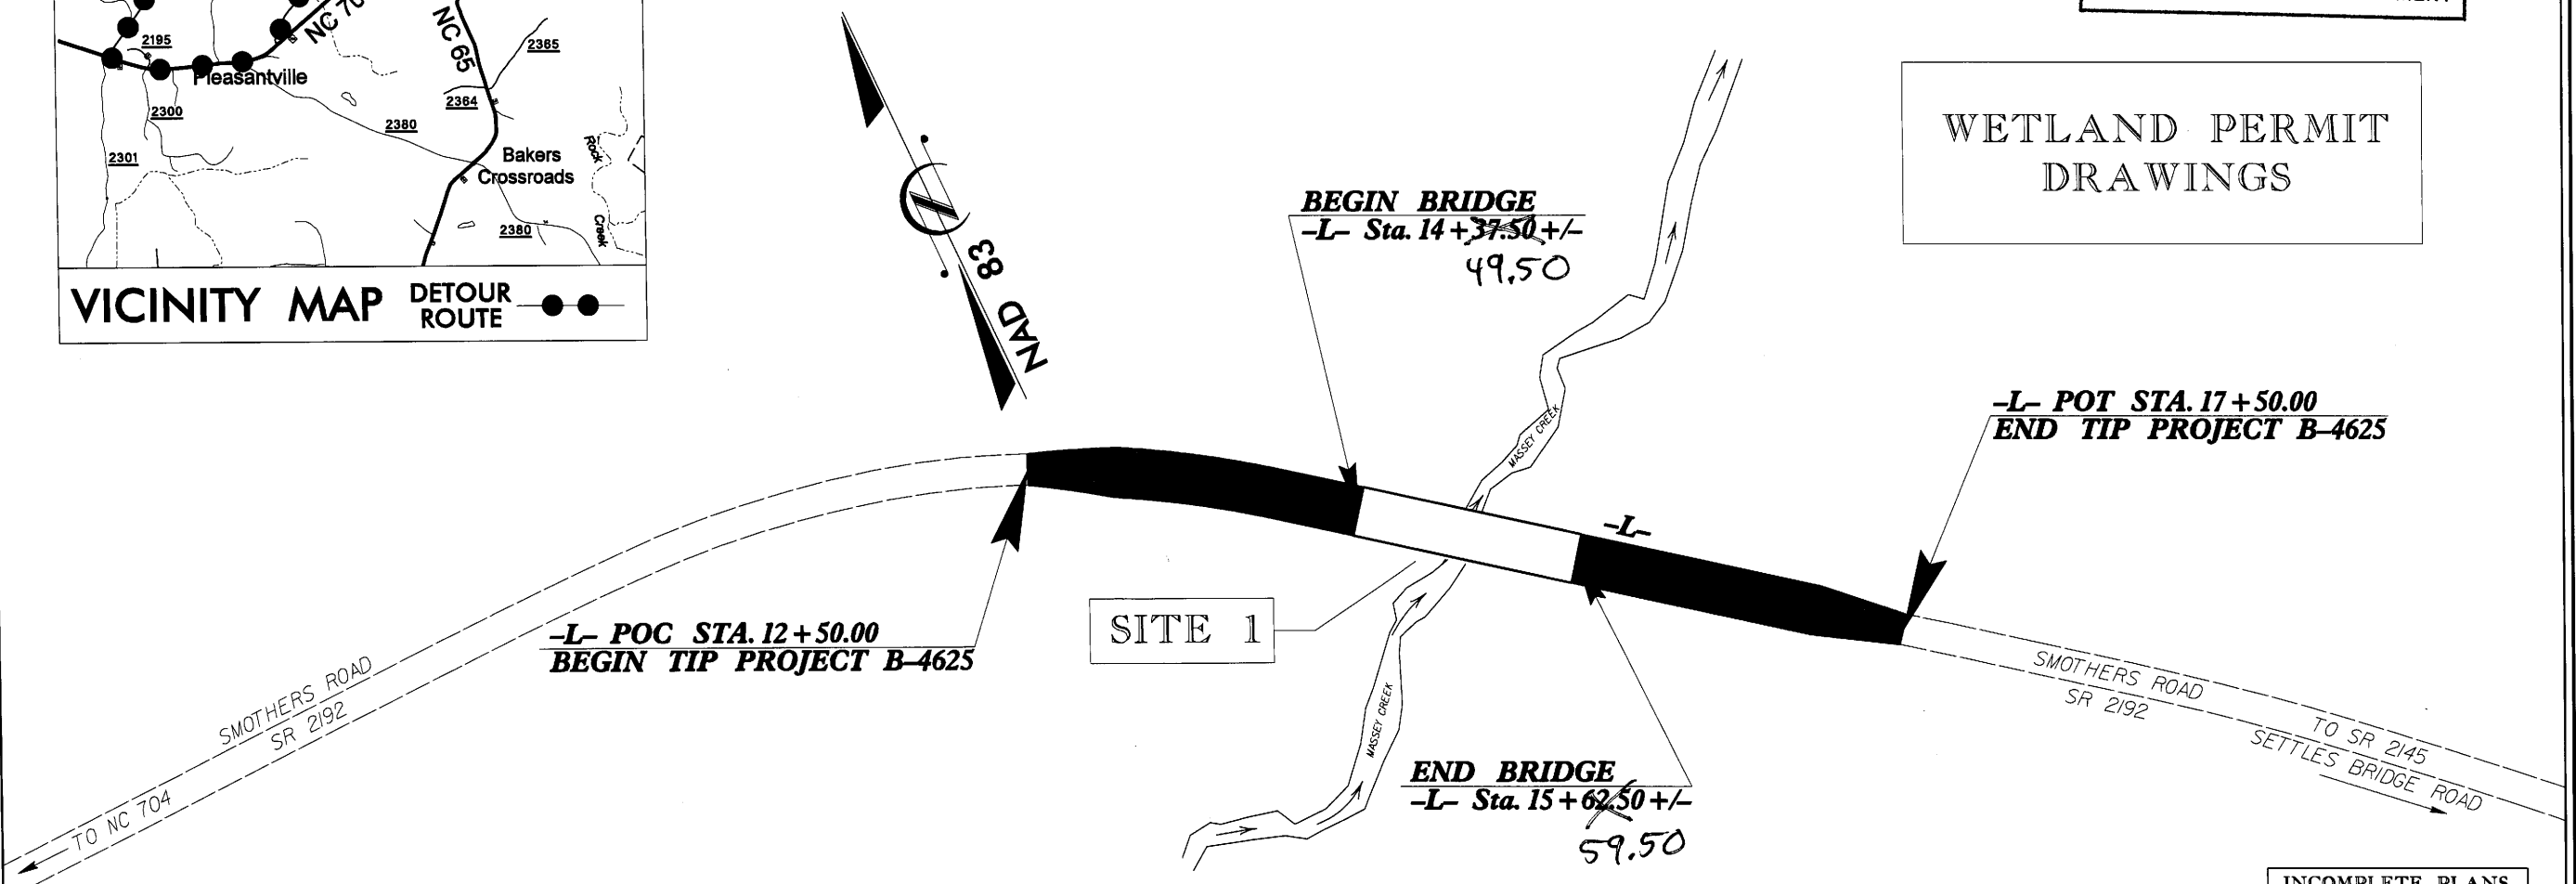 NC 65
2195
2365
Pleasantville
2364
2300
2380
2301
Bakers
Crossroads
Rock
Creek
2380
VICINITY MAP
DETOUR
ROUTE
NAD 83
BEGIN BRIDGE
-L- Sta. 14+37.50 +/-
49.50
WETLAND PERMIT
DRAWINGS
-L- POT STA. 17+50.00
END TIP PROJECT B-4625
MASSEY CREEK
-L-
SITE 1
-L- POC STA. 12+50.00
BEGIN TIP PROJECT B-4625
SMOTHERS ROAD
SR 2192
TO NC 704
MASSEY CREEK
END BRIDGE
-L- Sta. 15+62.50 +/-
59.50
SMOTHERS ROAD
SR 2192
TO SR 2145
SETTLES BRIDGE ROAD
INCOMPLETE PLANS